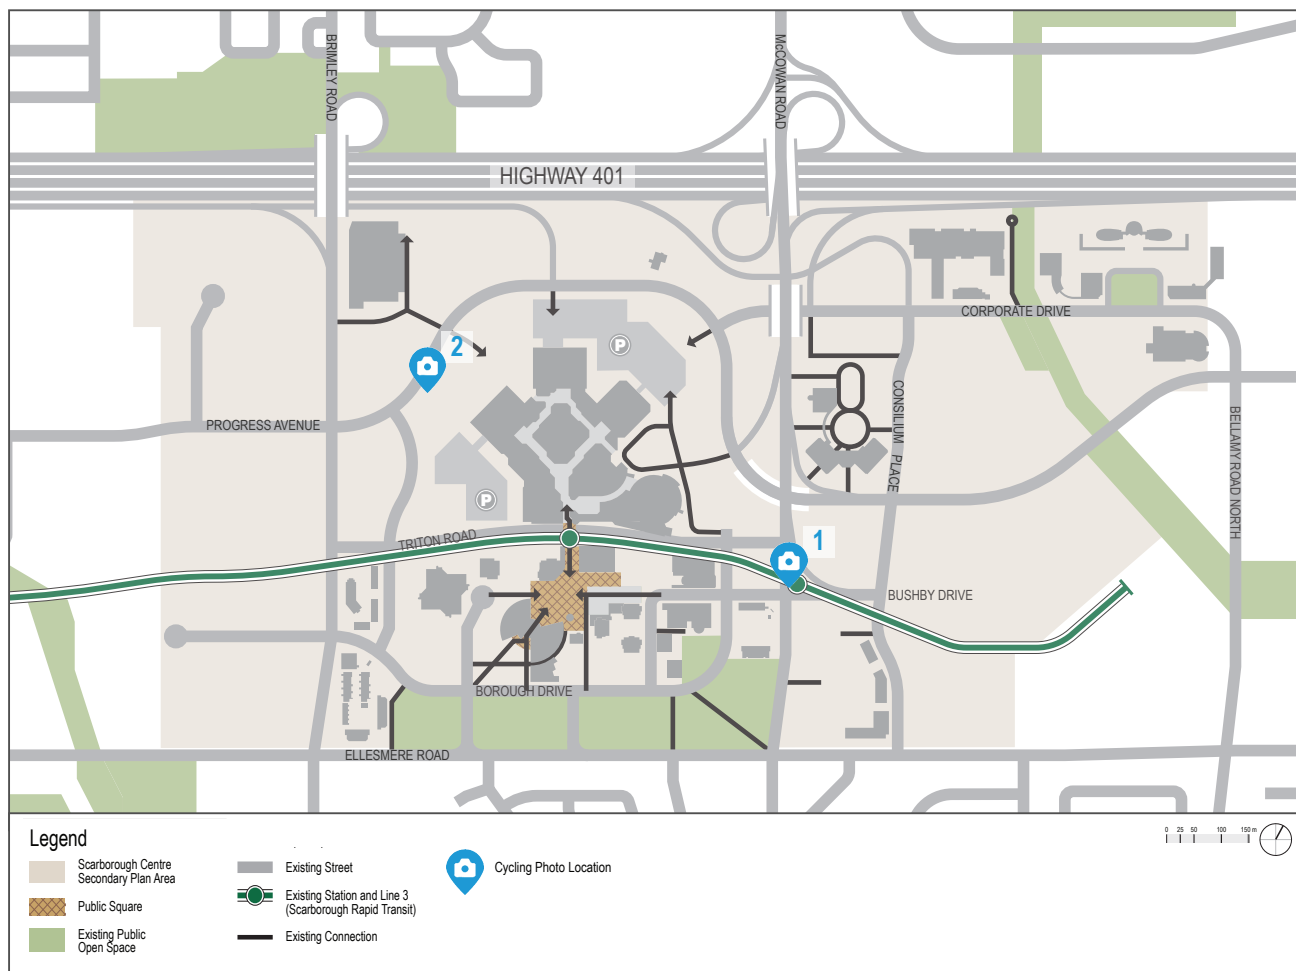 BRIMLEY ROAD
McCOWAN ROAD
HIGHWAY 401
CORPORATE DRIVE
2
P
CONSILIUM PLACE
PROGRESS AVENUE
BELLAMY ROAD NORTH
P
TRITON ROAD
1
BUSHBY DRIVE
BOROUGH DRIVE
ELLESMERE ROAD
Legend
Scarborough Centre
Secondary Plan Area
Public Square
Existing Public
Open Space
Existing Street
Existing Station and Line 3
(Scarborough Rapid Transit)
Existing Connection
Cycling Photo Location
0 25 50 100 150 m